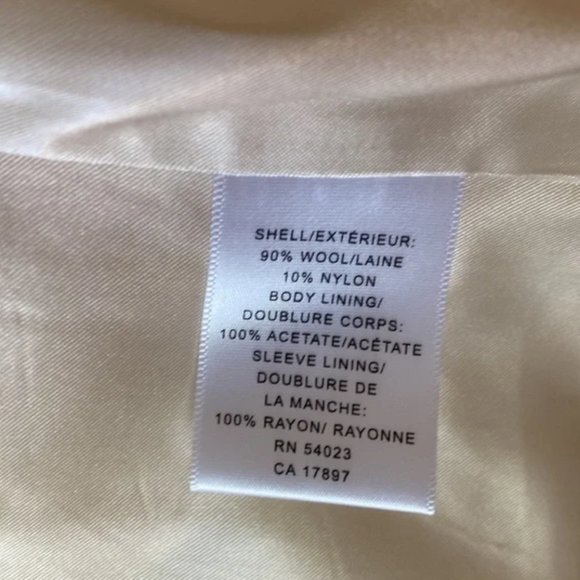 SHELL/EXTÉRIEUR:
90% WOOL/LAINE
10% NYLON
BODY LINING/
DOUBLURE CORPS:
100% ACETATE/ACÉTATE
SLEEVE LINING/
DOUBLURE DE
LA MANCHE:
100% RAYON/ RAYONNE
RN 54023
CA 17897